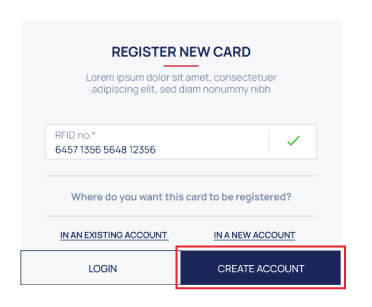 REGISTER NEW CARD
Lorem ipsum dolor sit amet, consectetuer
adipiscing elit, sed diam nonummy nibh
RFID no.*
6457 1356 5648 12356
Where do you want this card to be registered?
IN AN EXISTING ACCOUNT IN A NEW ACCOUNT
LOGIN CREATE ACCOUNT